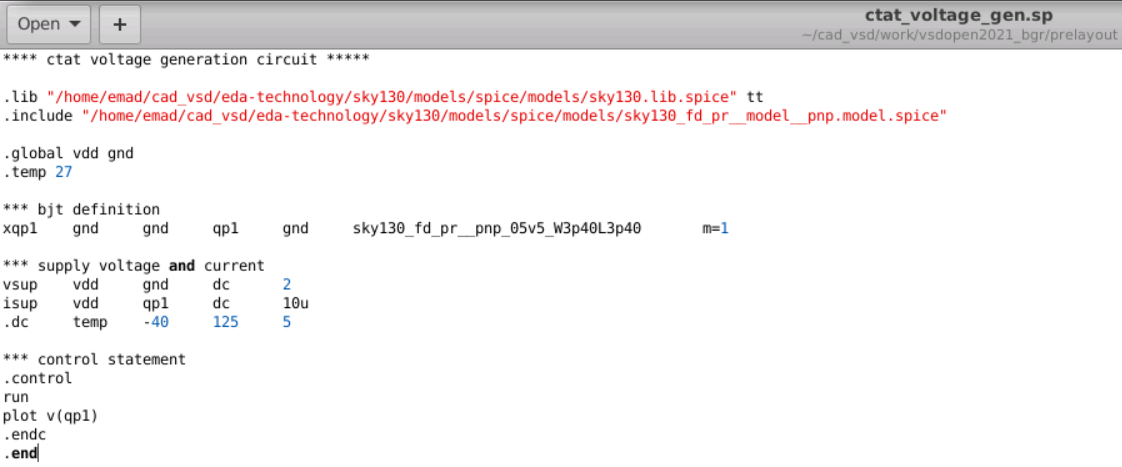 Open
+
ctat_voltage_gen.sp
~/cad_vsd/work/vsdopen2021_bgr/prelayout
**** ctat voltage generation circuit *****
.lib "/home/emad/cad_vsd/eda-technology/sky130/models/spice/models/sky130.lib.spice" tt
.include "/home/emad/cad_vsd/eda-technology/sky130/models/spice/models/sky130_fd_pr__model__pnp.model.spice"
.global vdd gnd
.temp 27
*** bjt definition
xqp1 gnd gnd qp1 gnd sky130_fd_pr__pnp_05v5_W3p40L3p40 m=1
*** supply voltage and current
vsup vdd gnd dc 2
isup vdd qp1 dc 10u
.dc temp -40 125 5
*** control statement
.control
run
plot v(qp1)
.endc
.end